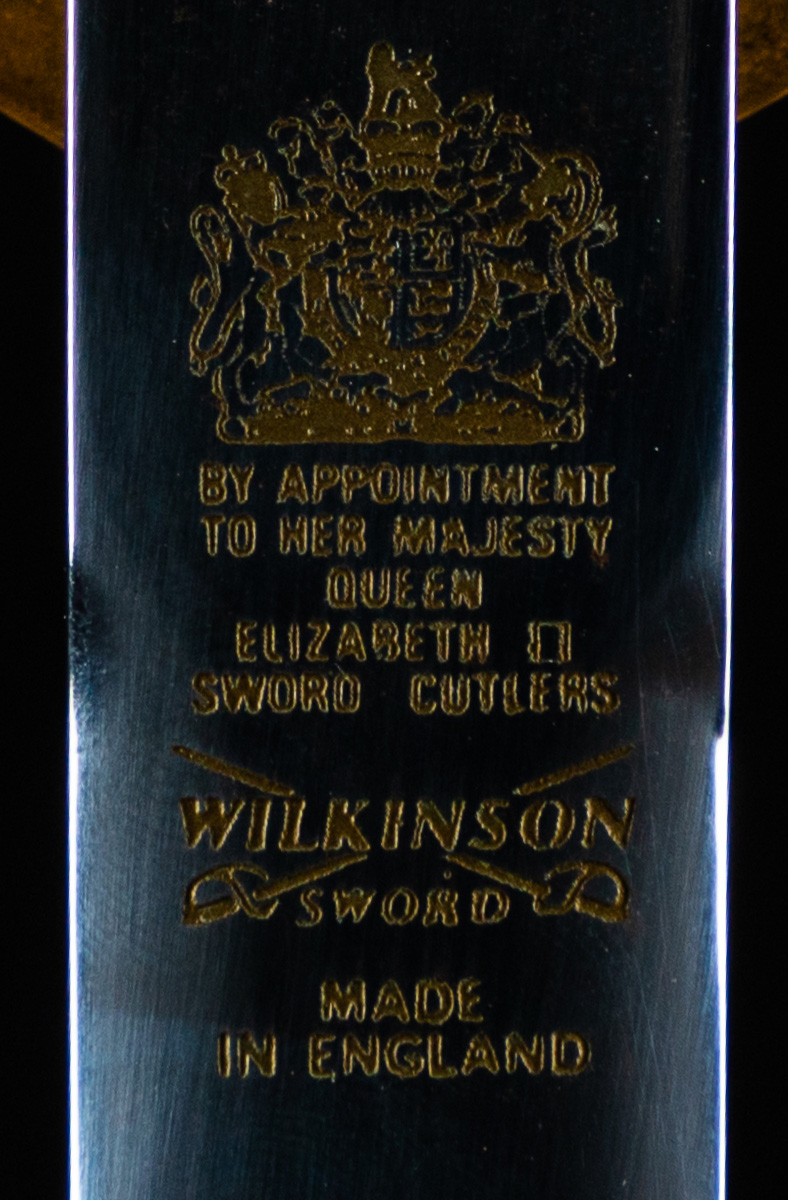 BY APPOINTMENT
TO HER MAJESTY
QUEEN
ELIZABETH II
SWORD CUTLERS
WILKINSON
SWORD
MADE
IN ENGLAND